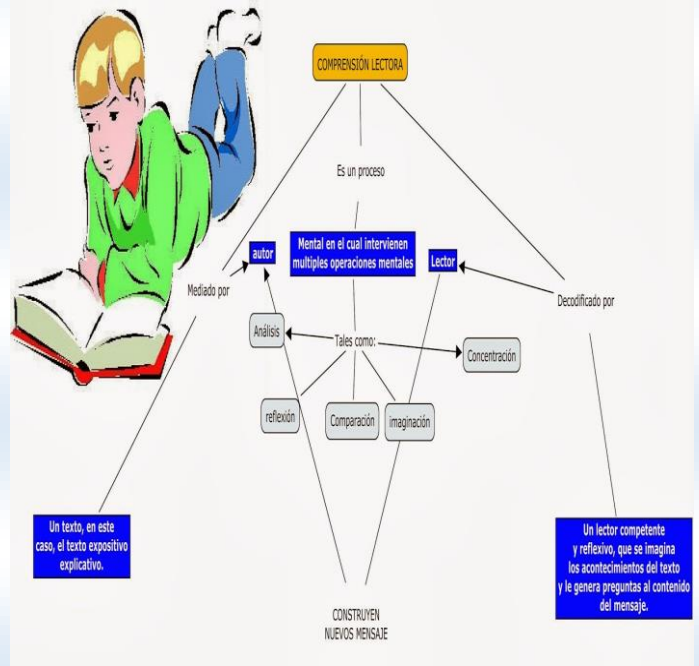 COMPRENSIÓN LECTORA
Es un proceso
autor
Mental en el cual intervienen
multiples operaciones mentales
Lector
Mediado por
Decodificado por
Análisis
Tales como:
Concentración
reflexión
Comparación
imaginación
Un texto, en este
caso, el texto expositivo
explicativo.
Un lector competente
y reflexivo, que se imagina
los acontecimientos del texto
y le genera preguntas al contenido
del mensaje.
CONSTRUYEN
NUEVOS MENSAJE